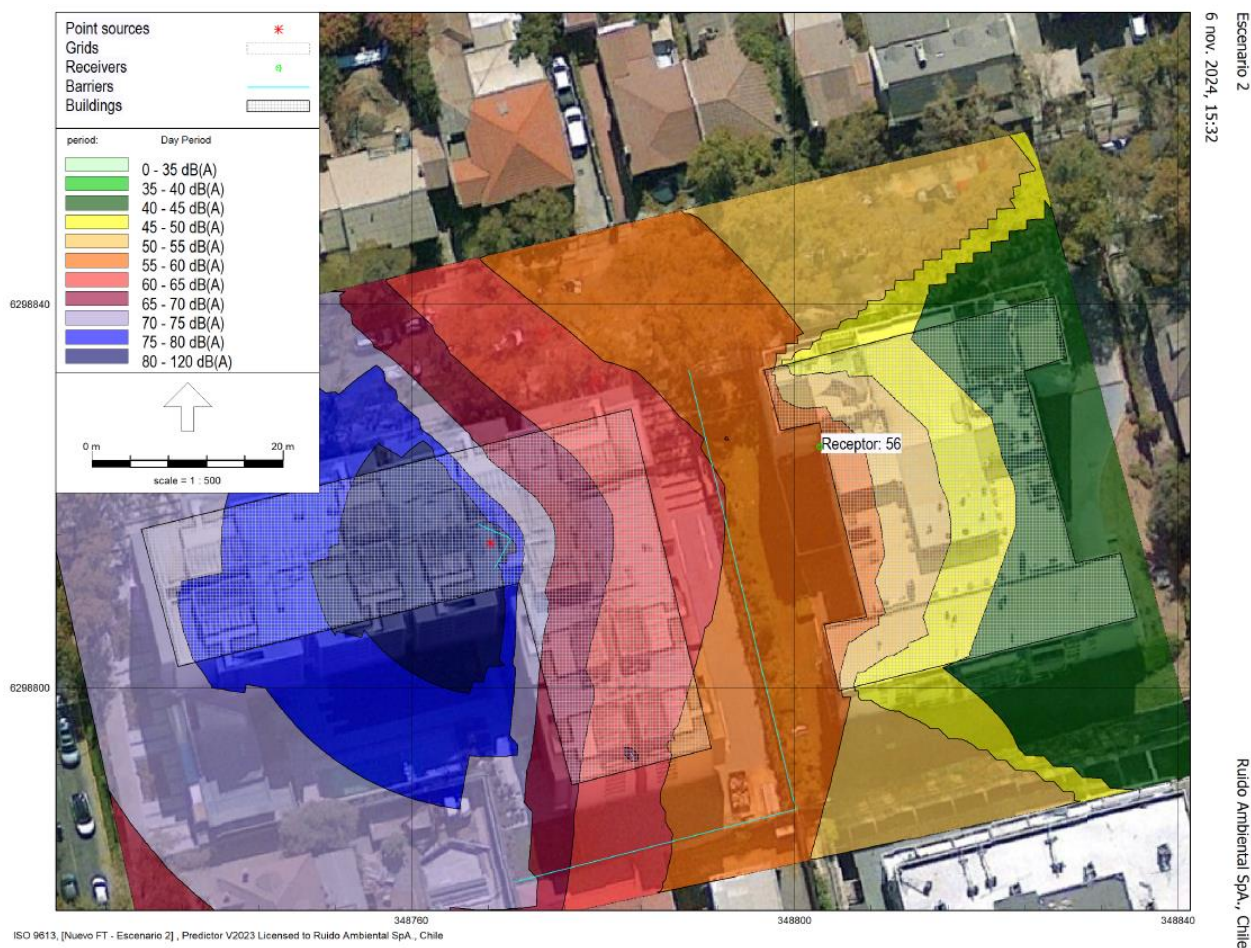 Point sources
Grids
Receivers
Barriers
Buildings
period: Day Period
0 - 35 dB(A)
35 - 40 dB(A)
40 - 45 dB(A)
45 - 50 dB(A)
50 - 55 dB(A)
55 - 60 dB(A)
60 - 65 dB(A)
65 - 70 dB(A)
70 - 75 dB(A)
75 - 80 dB(A)
80 - 120 dB(A)
0 m 20 m
scale = 1 : 500
Escenario 2
6 nov. 2024, 15:32
6298840
Receptor: 56
6298800
348760 348800 348840
Ruido Ambiental SpA., Chile
ISO 9613, [Nuevo FT - Escenario 2] , Predictor V2023 Licensed to Ruido Ambiental SpA., Chile